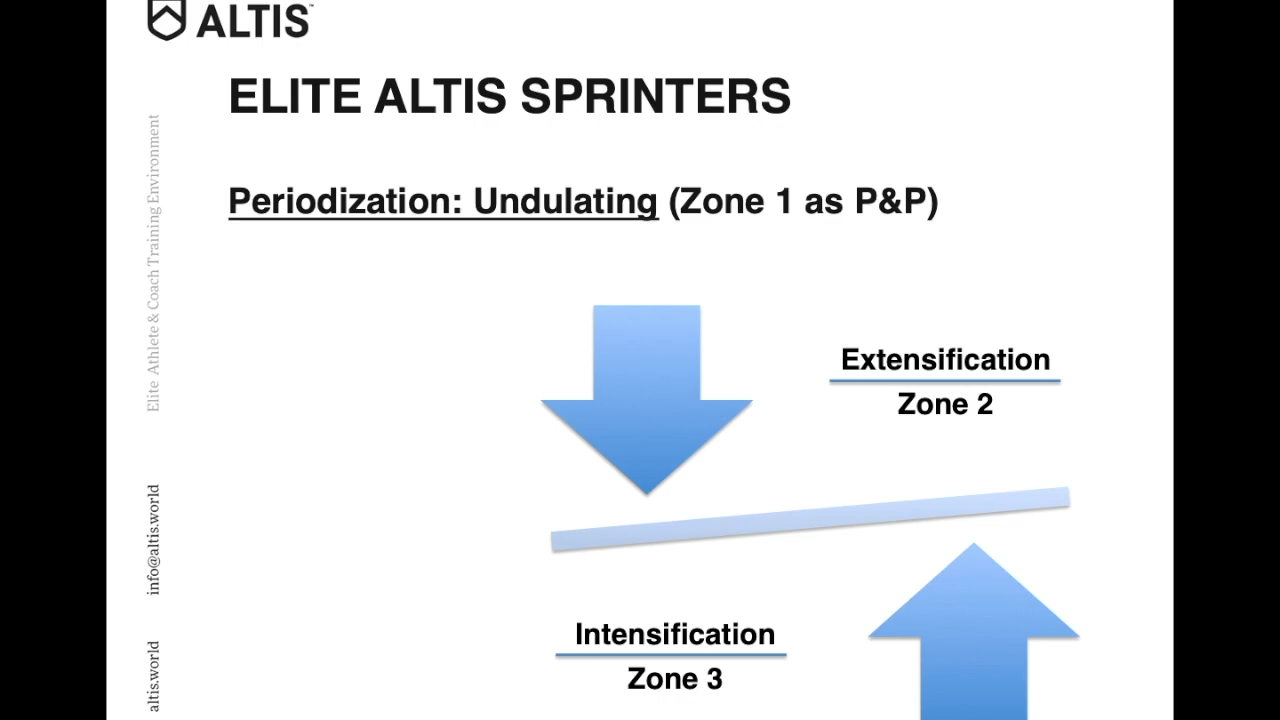 ALTIS™
ELITE ALTIS SPRINTERS
Periodization: Undulating (Zone 1 as P&P)
Extensification
Zone 2
Intensification
Zone 3
Elite Athlete & Coach Training Environment
info@altis.world
altis.world